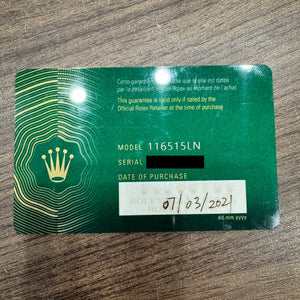 Cette garantie
que si elle est datée
par le détaillant officiel Rolex au moment de l'achat
This guarantee is valid only if dated by the
Official Rolex Retailer at the time of purchase
MODEL 116515LN
SERIAL
DATE OF PURCHASE
07/03/2021
dd.mm.yyyy